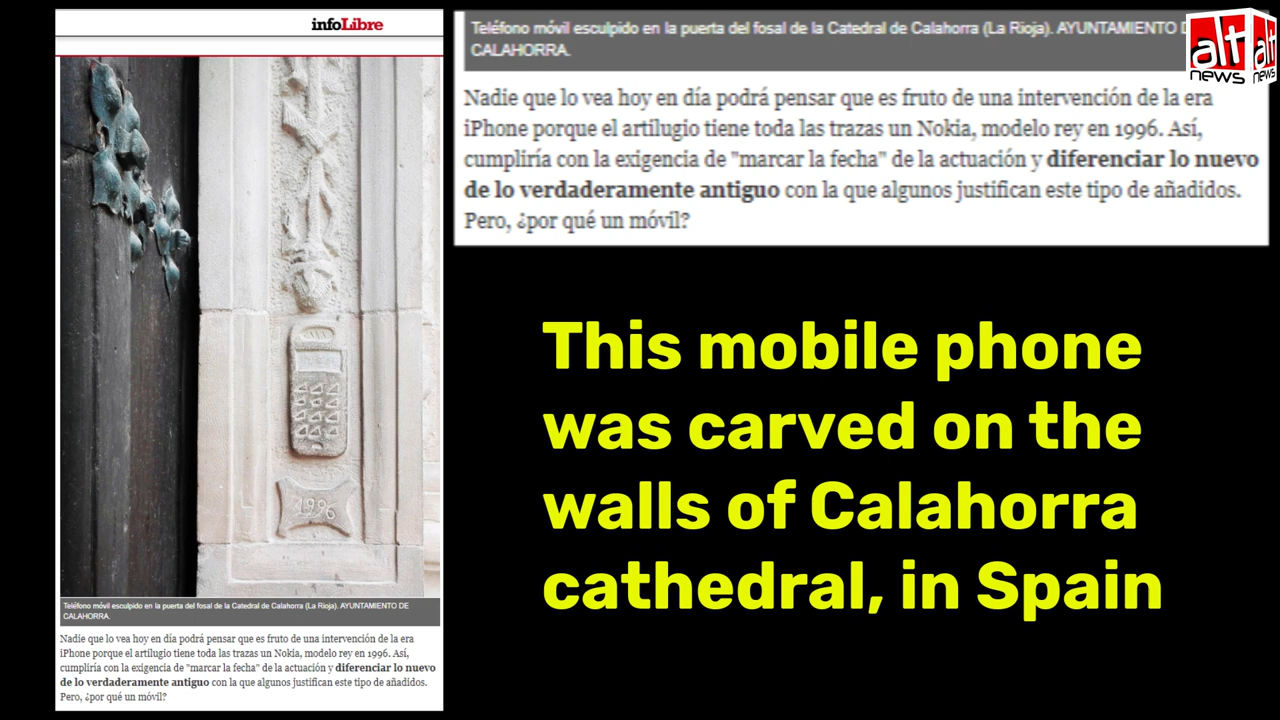 infoLibre
1996
Teléfono móvil esculpido en la puerta del fosal de la Catedral de Calahorra (La Rioja). AYUNTAMIENTO DE
CALAHORRA.
Nadie que lo vea hoy en día podrá pensar que es fruto de una intervención de la era
iPhone porque el artilugio tiene toda las trazas un Nokia, modelo rey en 1996. Así,
cumpliría con la exigencia de "marcar la fecha" de la actuación y diferenciar lo nuevo
de lo verdaderamente antiguo con la que algunos justifican este tipo de añadidos.
Pero, ¿por qué un móvil?
Teléfono móvil esculpido en la puerta del fosal de la Catedral de Calahorra (La Rioja). AYUNTAMIENTO D
CALAHORRA.
alt
news
alt
news
Nadie que lo vea hoy en día podrá pensar que es fruto de una intervención de la era
iPhone porque el artilugio tiene toda las trazas un Nokia, modelo rey en 1996. Así,
cumpliría con la exigencia de "marcar la fecha" de la actuación y diferenciar lo nuevo
de lo verdaderamente antiguo con la que algunos justifican este tipo de añadidos.
Pero, ¿por qué un móvil?
This mobile phone
was carved on the
walls of Calahorra
cathedral, in Spain